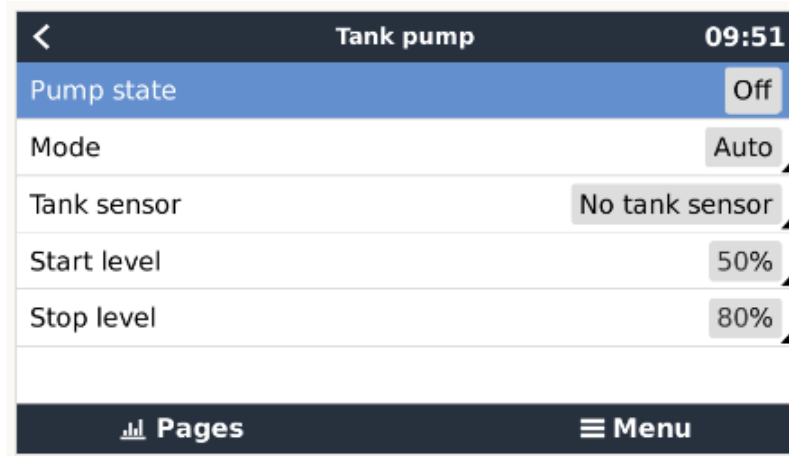 Tank pump 09:51
Pump state Off
Mode Auto
Tank sensor No tank sensor
Start level 50%
Stop level 80%
Pages Menu